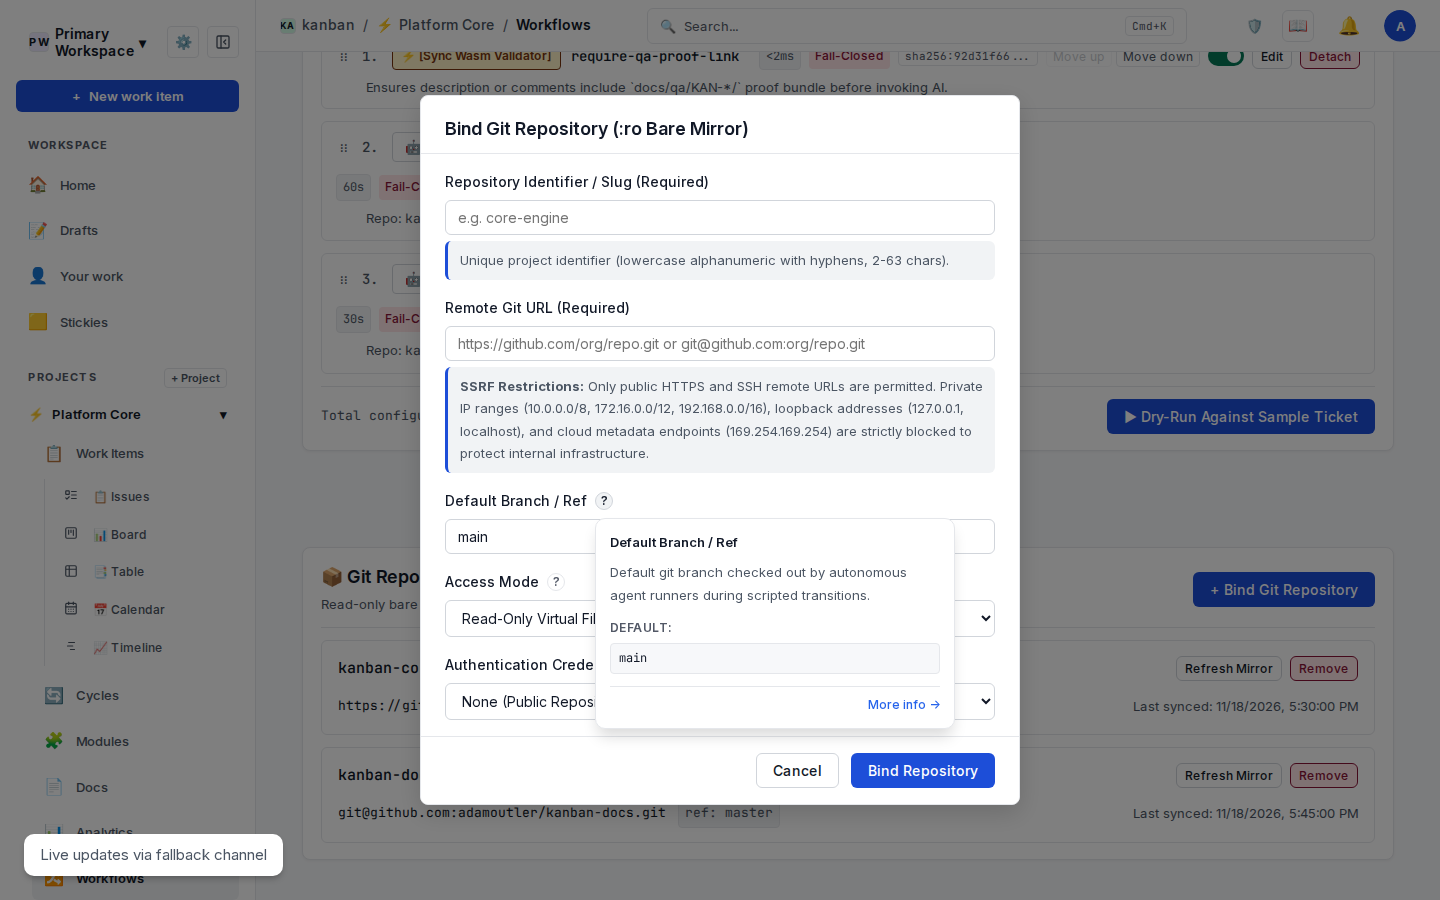 PW Primary Workspace ▾
+ New work item
WORKSPACE
Home
Drafts
Your work
Stickies
PROJECTS
+ Project
Platform Core ▾
Work Items
Issues
Board
Table
Calendar
Timeline
Cycles
Modules
Docs
Analytics
Workflows
Live updates via fallback channel
KA kanban / Platform Core / Workflows
Search...
Cmd+K
A
1. [Sync Wasm Validator] require-qa-proof-link <2ms Fail-Closed sha256:92d31f66... Move up Move down Edit Detach
Ensures description or comments include `docs/qa/KAN-*/` proof bundle before invoking AI.
2.
60s Fail-C
Repo: ka
3.
30s Fail-C
Repo: ka
Total configu
▶ Dry-Run Against Sample Ticket
Git Repo
Read-only bare
+ Bind Git Repository
kanban-co
Refresh Mirror Remove
https://gi
Last synced: 11/18/2026, 5:30:00 PM
kanban-do
Refresh Mirror Remove
git@github.com:adamoutler/kanban-docs.git ref: master
Last synced: 11/18/2026, 5:45:00 PM
Bind Git Repository (:ro Bare Mirror)
Repository Identifier / Slug (Required)
e.g. core-engine
Unique project identifier (lowercase alphanumeric with hyphens, 2-63 chars).
Remote Git URL (Required)
https://github.com/org/repo.git or git@github.com:org/repo.git
SSRF Restrictions: Only public HTTPS and SSH remote URLs are permitted. Private
IP ranges (10.0.0.0/8, 172.16.0.0/12, 192.168.0.0/16), loopback addresses (127.0.0.1,
localhost), and cloud metadata endpoints (169.254.169.254) are strictly blocked to
protect internal infrastructure.
Default Branch / Ref ?
main
Access Mode ?
Read-Only Virtual Fil
Authentication Crede
None (Public Reposi
Default Branch / Ref
Default git branch checked out by autonomous
agent runners during scripted transitions.
DEFAULT:
main
More info →
Cancel
Bind Repository